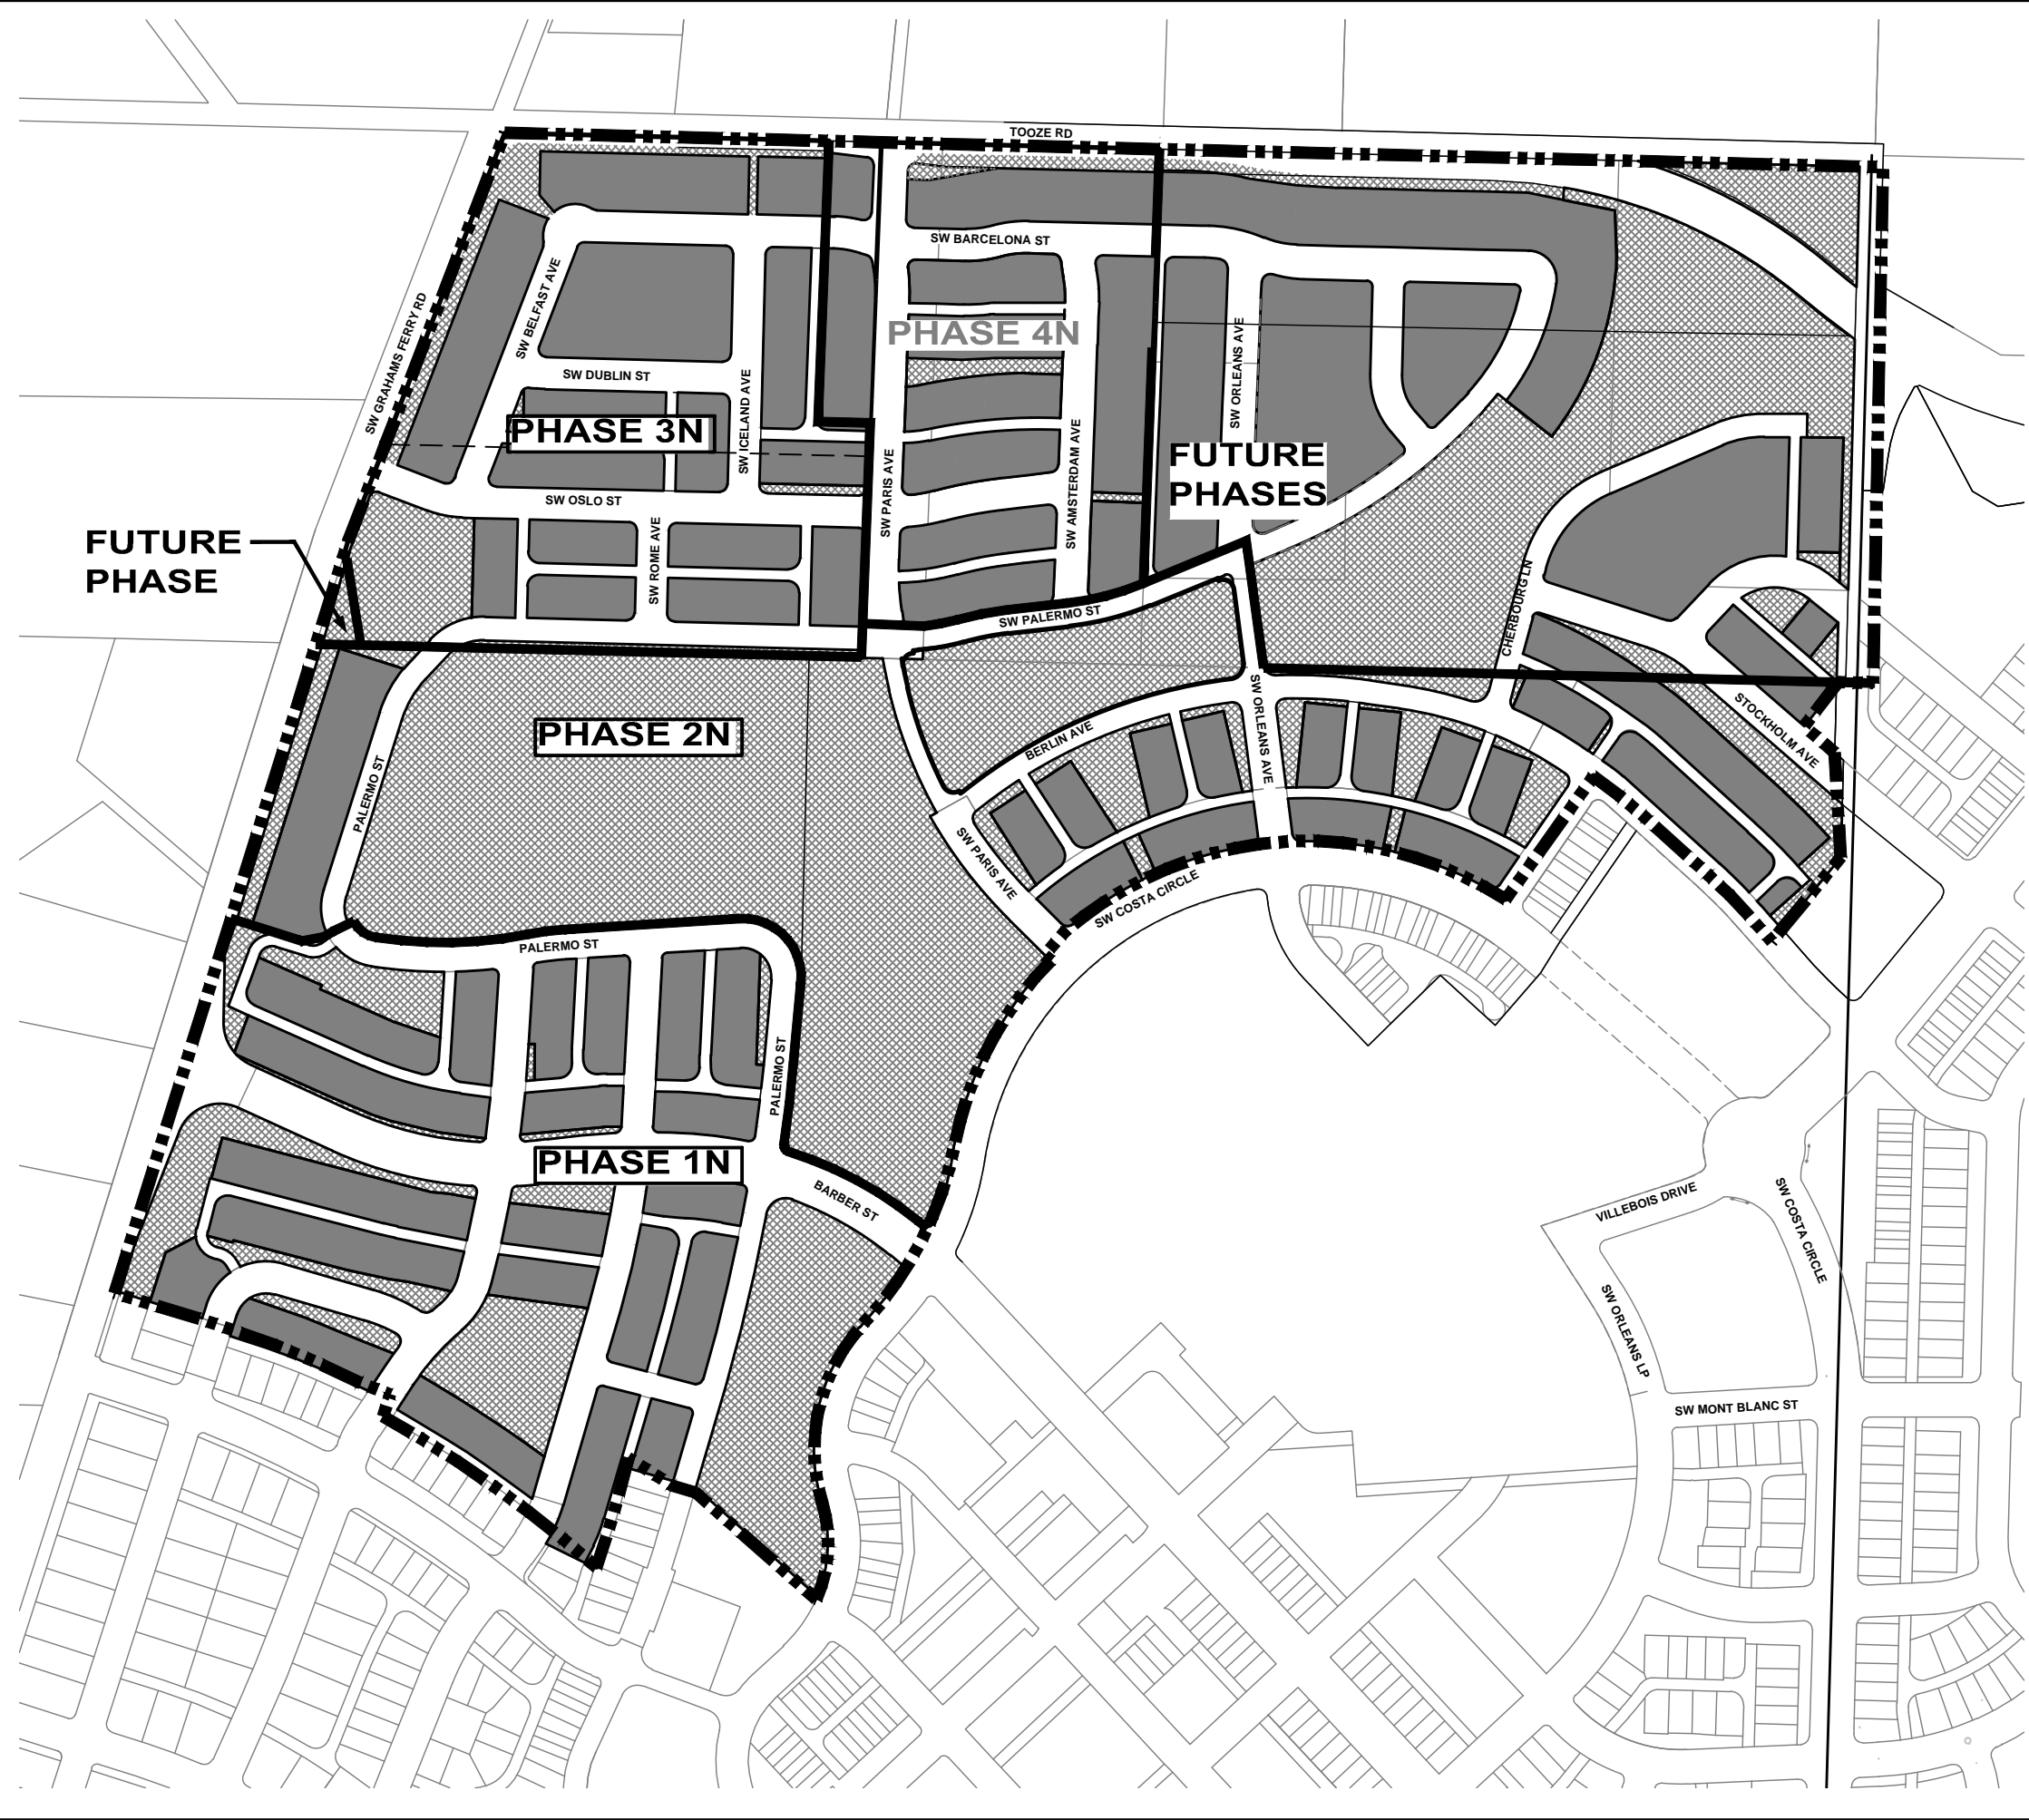 TOOZE RD
SW BARCELONA ST
SW BELFAST AVE
SW GRAHAMS FERRY RD
PHASE 4N
SW ORLEANS AVE
SW DUBLIN ST
SW ICELAND AVE
PHASE 3N
SW PARIS AVE
SW AMSTERDAM AVE
FUTURE
PHASES
SW OSLO ST
FUTURE
PHASE
SW ROME AVE
SW PALERMO ST
CHERBOURG LN
SW ORLEANS AVE
STOCKHOLM AVE
PHASE 2N
BERLIN AVE
PALERMO ST
SW PARIS AVE
SW COSTA CIRCLE
PALERMO ST
PALERMO ST
PHASE 1N
BARBER ST
VILLEBOIS DRIVE
SW COSTA CIRCLE
SW ORLEANS LP
SW MONT BLANC ST